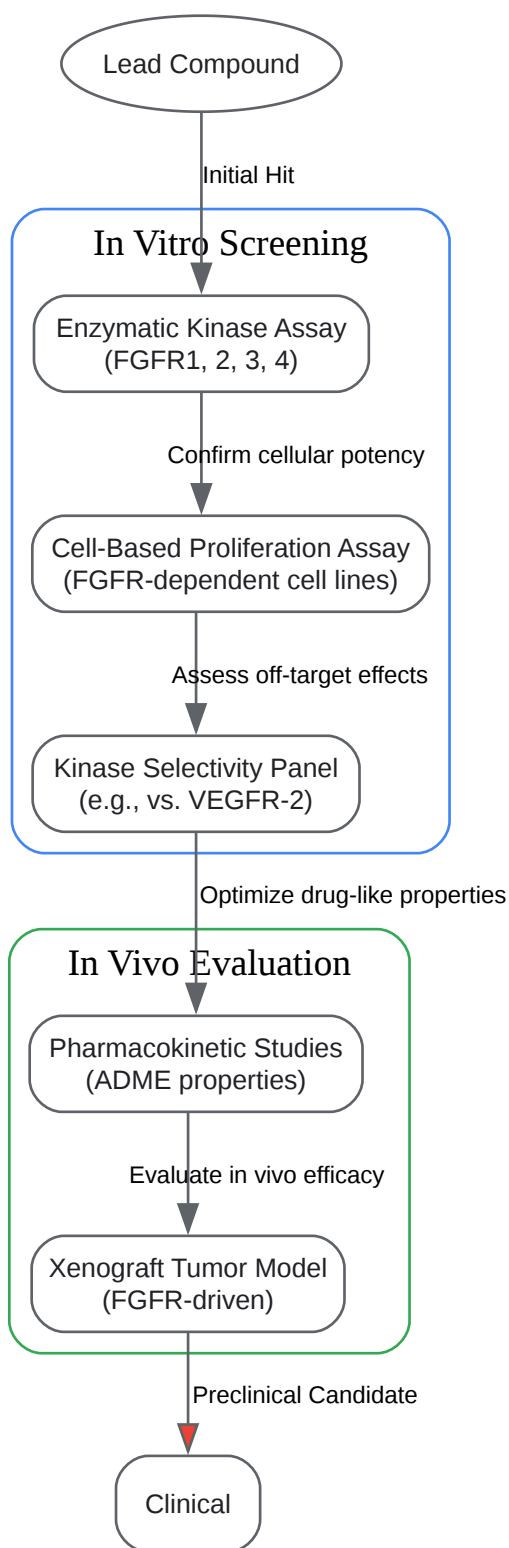 Lead Compound
Initial Hit
In Vitro Screening
Enzymatic Kinase Assay
(FGFR1, 2, 3, 4)
Confirm cellular potency
Cell-Based Proliferation Assay
(FGFR-dependent cell lines)
Assess off-target effects
Kinase Selectivity Panel
(e.g., vs. VEGFR-2)
Optimize drug-like properties
In Vivo Evaluation
Pharmacokinetic Studies
(ADME properties)
Evaluate in vivo efficacy
Xenograft Tumor Model
(FGFR-driven)
Preclinical Candidate
Clinical